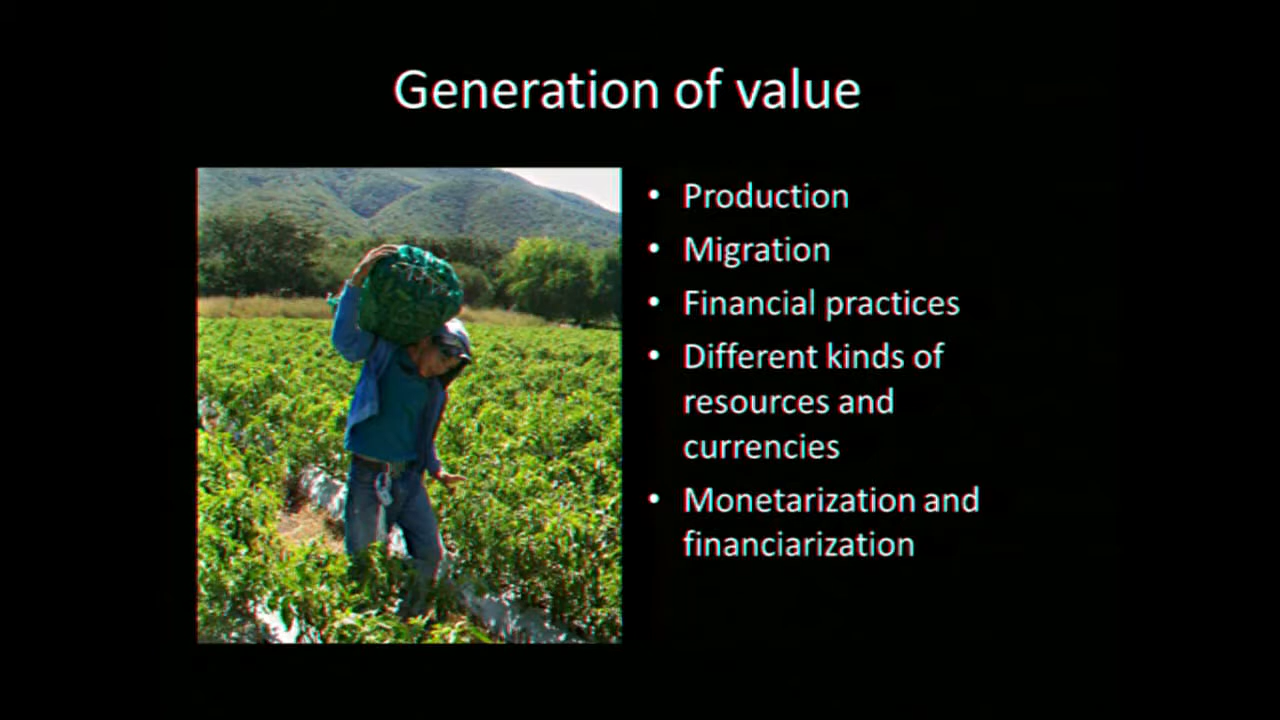 Generation of value
• Production
• Migration
• Financial practices
• Different kinds of
resources and
currencies
• Monetarization and
financiarization